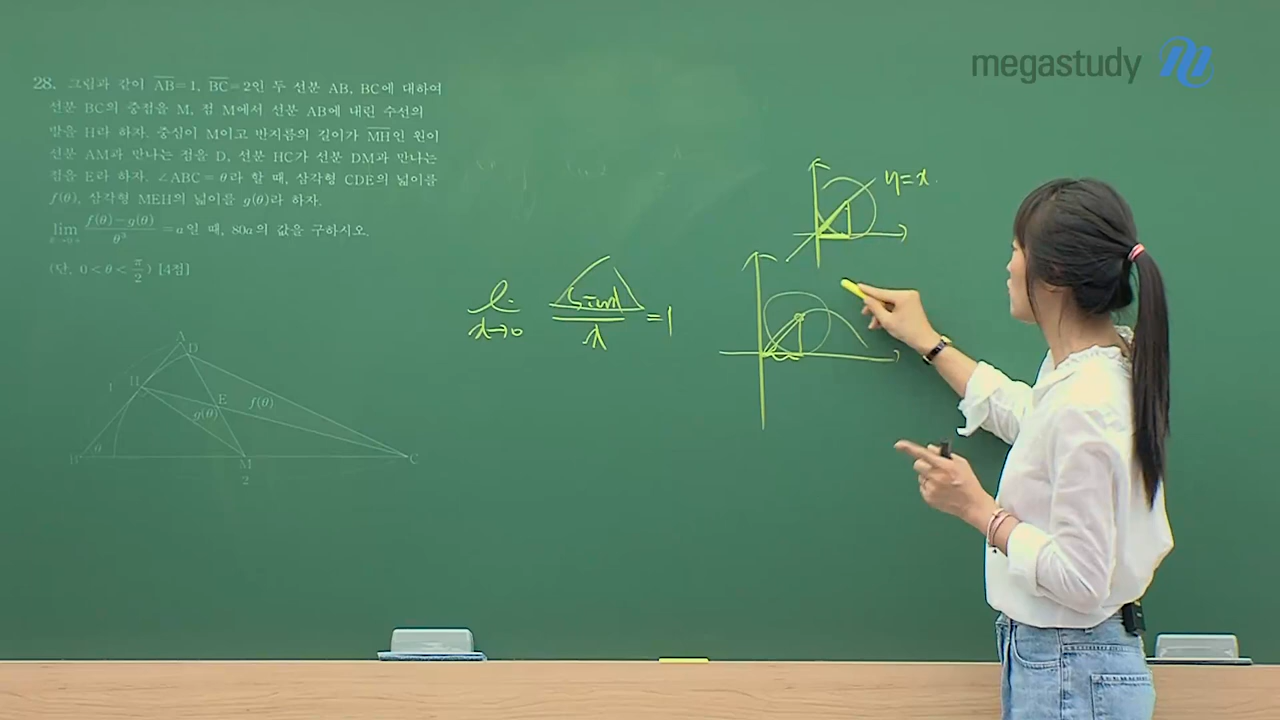 megastudy
28. 그림과 같이 AB=1, BC=2인 두 선분 AB, BC에 대하여
선분 BC의 중점을 M, 점 M에서 선분 AB에 내린 수선의
발을 H라 하자. 중심이 M이고 반지름의 길이가 MH인 원이
선분 AM과 만나는 점을 D, 선분 HC가 선분 DM과 만나는
점을 E라 하자. ∠ABC=θ라 할 때, 삼각형 CDE의 넓이를
f(θ), 삼각형 MEH의 넓이를 g(θ)라 하자.
lim f(θ)-g(θ)/θ³ =a일 때, 80a의 값을 구하시오.
(단, 0<θ<π/2) [4점]
A
D
1 H
E f(θ)
g(θ)
B θ M C
2
x→0 x =1
y=x